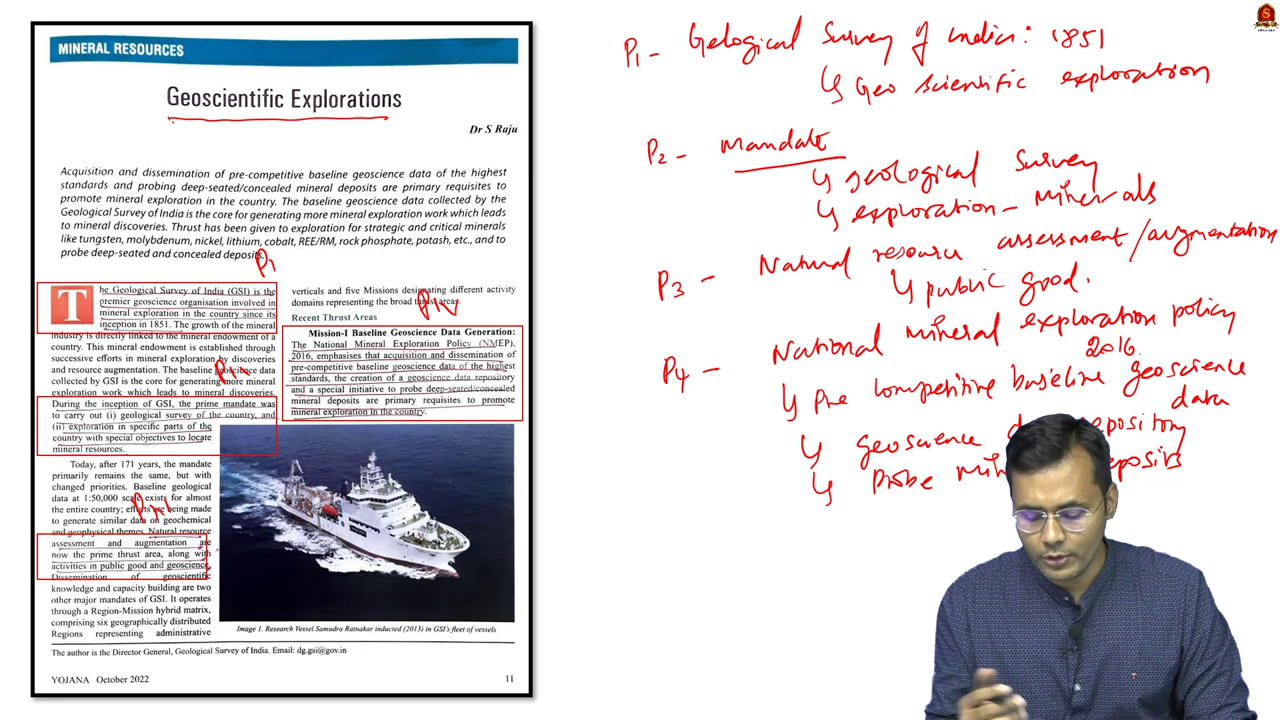 MINERAL RESOURCES
Geoscientific Explorations
Dr S Raju
Acquisition and dissemination of pre-competitive baseline geoscience data of the highest
standards and probing deep-seated/concealed mineral deposits are primary requisites to
promote mineral exploration in the country. The baseline geoscience data collected by the
Geological Survey of India is the core for generating more mineral exploration work which leads
to mineral discoveries. Thrust has been given to exploration for strategic and critical minerals
like tungsten, molybdenum, nickel, lithium, cobalt, REE/RM, rock phosphate, potash, etc., and to
probe deep-seated and concealed deposits.
P1
The Geological Survey of India (GSI) is the
premier geoscience organisation involved in
mineral exploration in the country since its
inception in 1851. The growth of the mineral
industry is directly linked to the mineral endowment of a
country. This mineral endowment is established through
successive efforts in mineral exploration by discoveries
and resource augmentation. The baseline geoscience data
collected by GSI is the core for generating more mineral
exploration work which leads to mineral discoveries.
During the inception of GSI, the prime mandate was
to carry out (i) geological survey of the country, and
(ii) exploration in specific parts of the
country with special objectives to locate
mineral resources.
Today, after 171 years, the mandate
primarily remains the same, but with
changed priorities. Baseline geological
data at 1:50,000 scale exists for almost
the entire country; efforts are being made
to generate similar data on geochemical
and geophysical themes. Natural resource
assessment and augmentation are
now the prime thrust area, along with
activities in public good and geoscience.
Dissemination of geoscientific
knowledge and capacity building are two
other major mandates of GSI. It operates
through a Region-Mission hybrid matrix,
comprising six geographically distributed
Regions representing administrative
verticals and five Missions designating different activity
domains representing the broad thrust areas.
Recent Thrust Areas
Mission-I Baseline Geoscience Data Generation:
The National Mineral Exploration Policy (NMEP),
2016, emphasises that acquisition and dissemination of
pre-competitive baseline geoscience data of the highest
standards, the creation of a geoscience data repository
and a special initiative to probe deep-seated/concealed
mineral deposits are primary requisites to promote
mineral exploration in the country.
Image 1. Research Vessel Samudra Ratnakar inducted (2013) in GSI's fleet of vessels
The author is the Director General, Geological Survey of India. Email: dg.gsi@gov.in
YOJANA October 2022
11
P1 - Gelogical Survey of india: 1851
Geo scientific exploration
P2 - Mandate
geological Survey
exploration - minerals
P3 - Natural resource assessment/augmentation
public good.
P4 - National mineral exploration policy
2016
Pre competitive baseline geoscience
data
geoscience repository
Probe